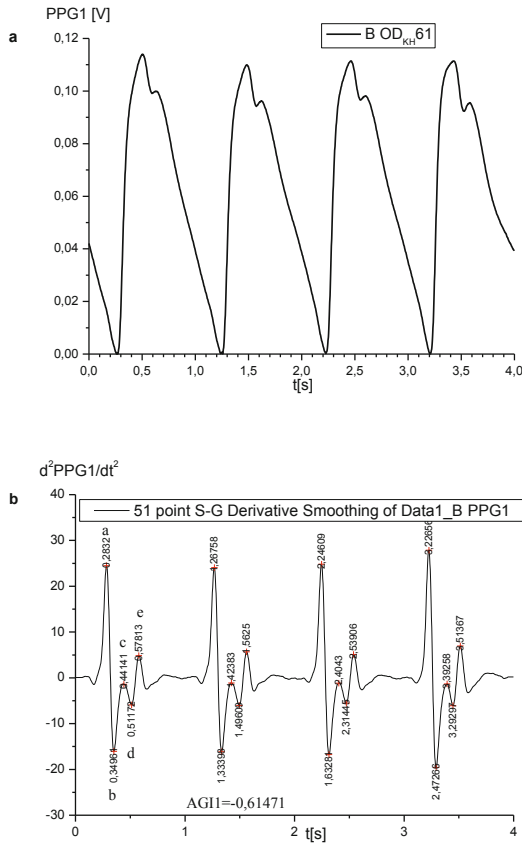 PPG1 [V]
a
B OD_KH61
0,12
0,10
0,08
0,06
0,04
0,02
0,00
0,0 0,5 1,0 1,5 2,0 2,5 3,0 3,5 4,0
t[s]
d²PPG1/dt²
b
51 point S-G Derivative Smoothing of Data1_B PPG1
40
30
20
10
0
-10
-20
-30
a
0,2832
0,34961
b
c
0,44141
0,51172
d
e
0,57813
1,26758
1,33398
1,42383
1,49609
1,5625
2,24609
1,63281
2,4043
2,31445
2,53906
3,22656
2,47266
3,39258
3,29297
3,51367
AGI1=-0,61471
0 1 2 3 4
t[s]